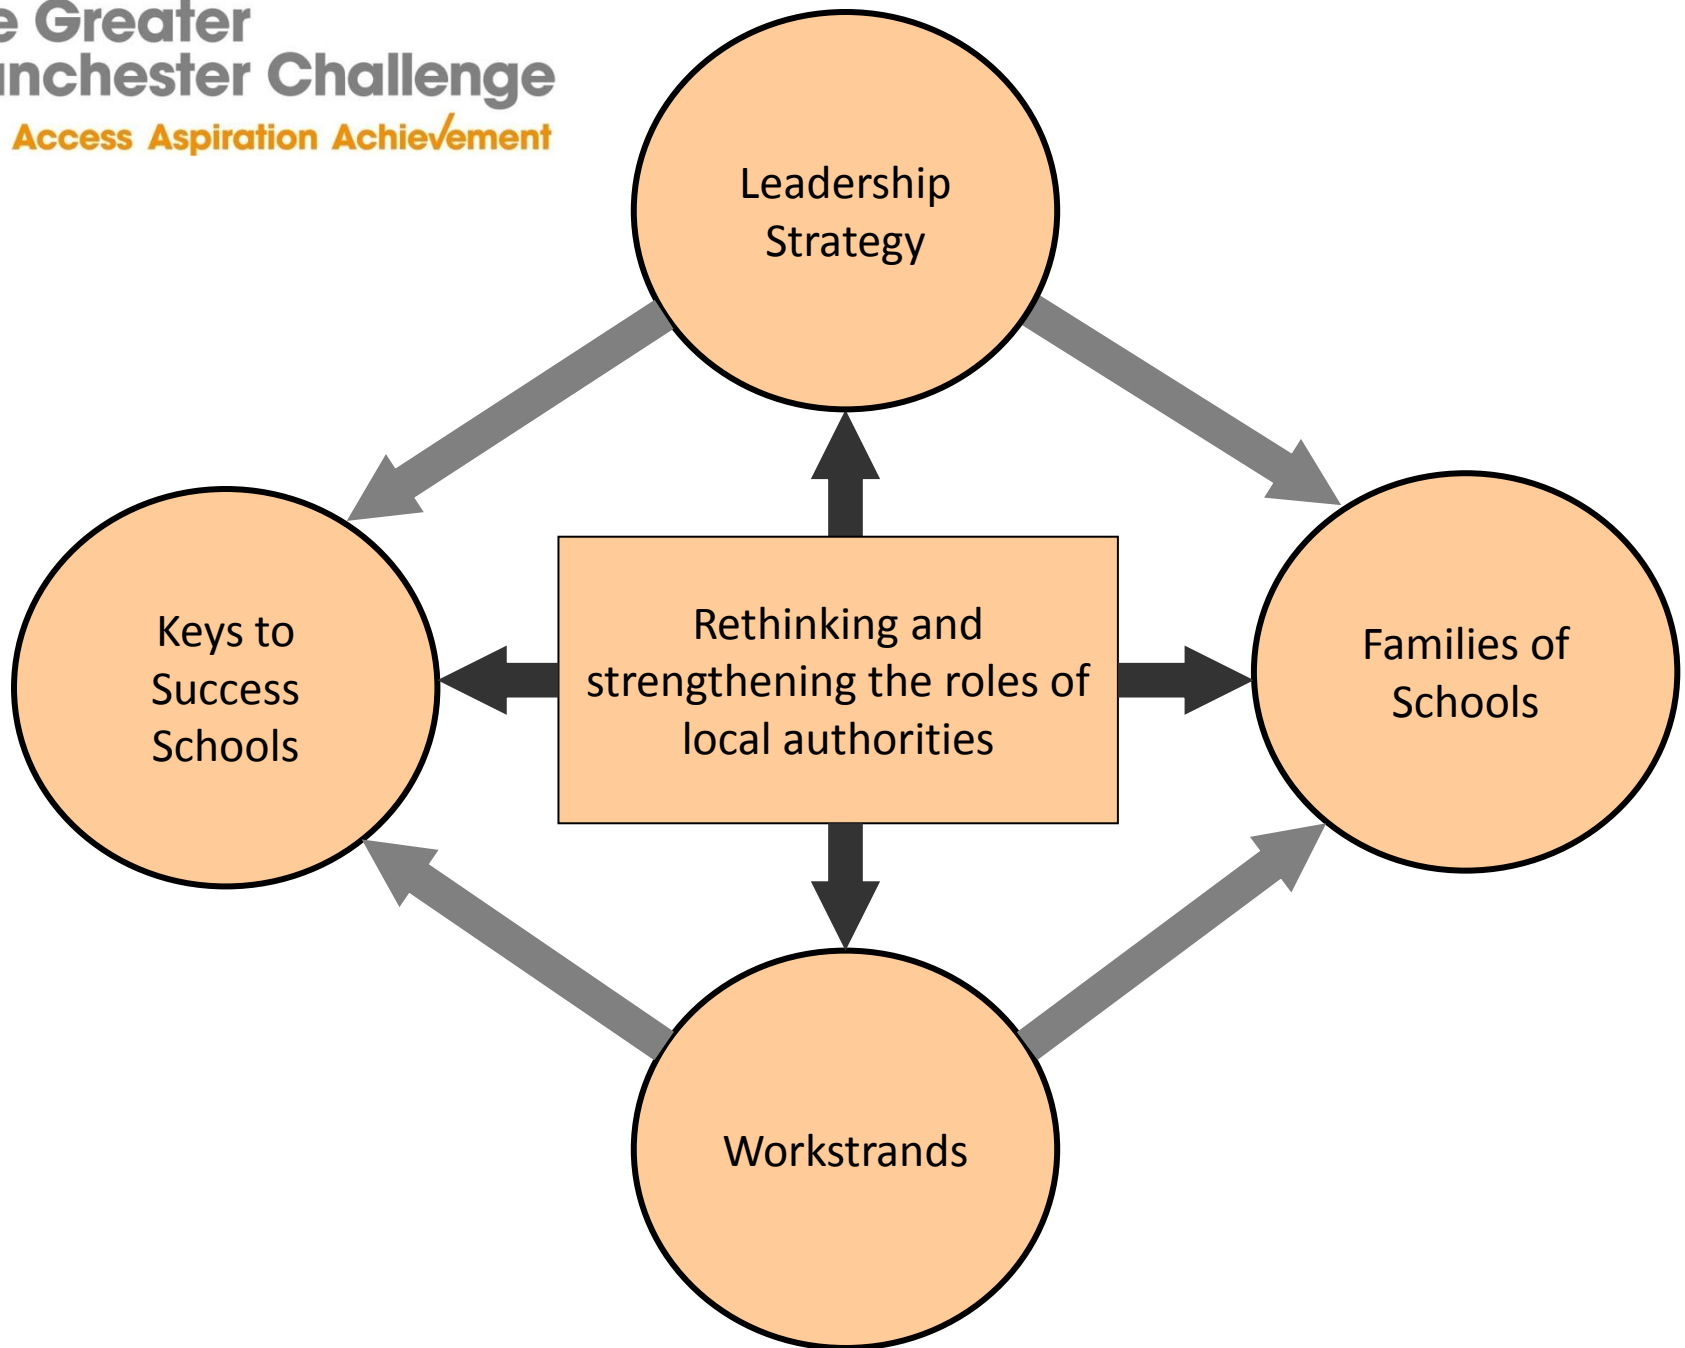 e Greater
anchester Challenge
Access Aspiration Achievement
Leadership
Strategy
Keys to
Success
Schools
Rethinking and
strengthening the roles of
local authorities
Families of
Schools
Workstrands